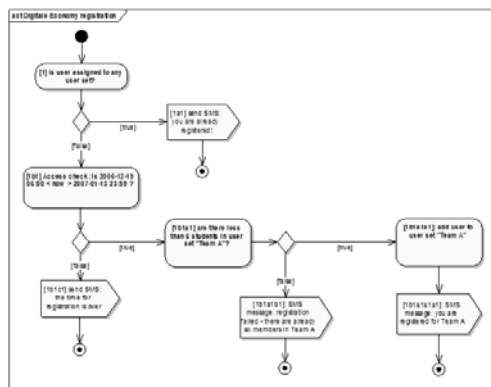 act Digitale Economy registration
[1] Is user assigned to any
user set?
[true]
[1a1] send SMS:
you are already
registered!
[false]
[1b1] Access check: is 2006-12-19
06:00 < now > 2007-01-13 23:59 ?
[true]
[1b1a1] are there less
than 6 students in user
set "Team A"?
[true]
[1b1a1a1]: add user to
user set "Team A"
[false]
[1b1c1] send SMS:
the time for
registration is over
[false]
[1b1a1b1]: SMS
message: registration
failed - there are already
six members in Team A
[1b1a1a1a1]: SMS
message: you are
registered for Team A